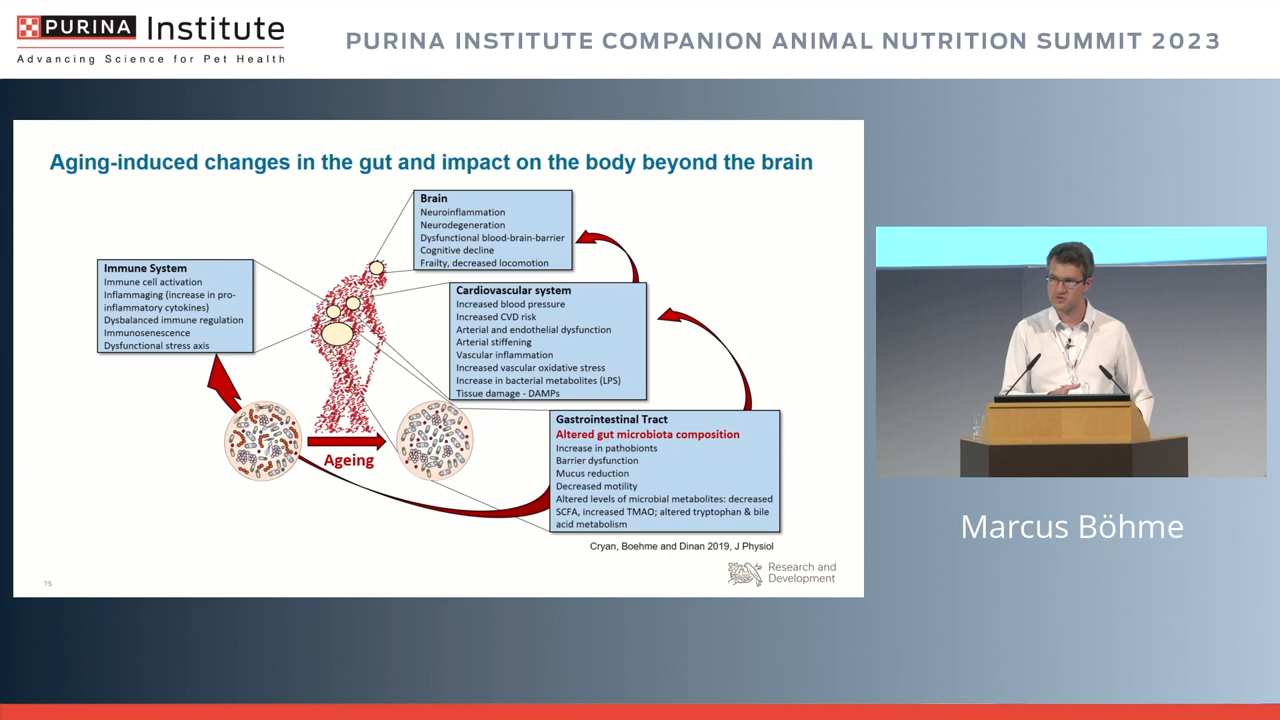 PURINA Institute
Advancing Science for Pet Health
PURINA INSTITUTE COMPANION ANIMAL NUTRITION SUMMIT 2023
Aging-induced changes in the gut and impact on the body beyond the brain
Brain
Neuroinflammation
Neurodegeneration
Dysfunctional blood-brain-barrier
Cognitive decline
Frailty, decreased locomotion
Immune System
Immune cell activation
Inflammaging (increase in pro-
inflammatory cytokines)
Dysbalanced immune regulation
Immunosenescence
Dysfunctional stress axis
Cardiovascular system
Increased blood pressure
Increased CVD risk
Arterial and endothelial dysfunction
Arterial stiffening
Vascular inflammation
Increased vascular oxidative stress
Increase in bacterial metabolites (LPS)
Tissue damage - DAMPs
Ageing
Gastrointestinal Tract
Altered gut microbiota composition
Increase in pathobionts
Barrier dysfunction
Mucus reduction
Decreased motility
Altered levels of microbial metabolites: decreased
SCFA, increased TMAO; altered tryptophan & bile
acid metabolism
Cryan, Boehme and Dinan 2019, J Physiol
75
Research and
Development
Marcus Böhme